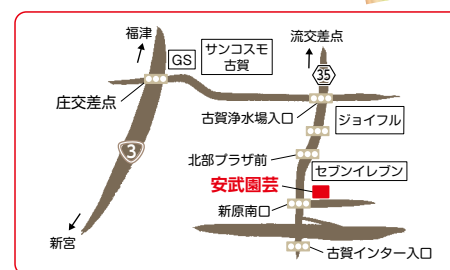 福津
流交差点
GS
サンコスモ
古賀
35
庄交差点
古賀浄水場入口
ジョイフル
3
北部プラザ前
セブンイレブン
安武園芸
新原南口
新宮
古賀インター入口